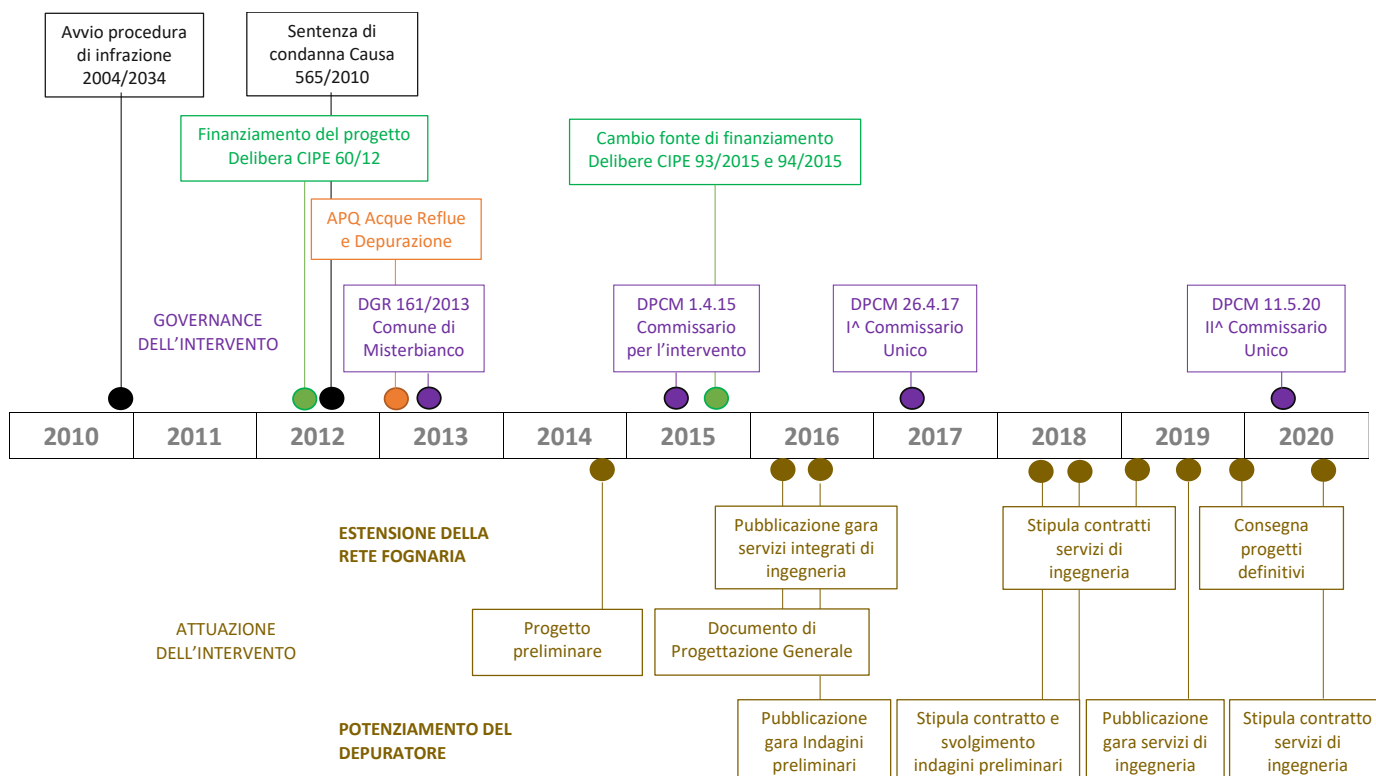 Avvio procedura
di infrazione
2004/2034
Sentenza di
condanna Causa
565/2010
Finanziamento del progetto
Delibera CIPE 60/12
Cambio fonte di finanziamento
Delibere CIPE 93/2015 e 94/2015
APQ Acque Reflue
e Depurazione
GOVERNANCE
DELL’INTERVENTO
DGR 161/2013
Comune di
Misterbianco
DPCM 1.4.15
Commissario
per l’intervento
DPCM 26.4.17
I^ Commissario
Unico
DPCM 11.5.20
II^ Commissario
Unico
2010 2011 2012 2013 2014 2015 2016 2017 2018 2019 2020
ESTENSIONE DELLA
RETE FOGNARIA
Pubblicazione gara
servizi integrati di
ingegneria
Stipula contratti
servizi di
ingegneria
Consegna
progetti
definitivi
ATTUAZIONE
DELL’INTERVENTO
Progetto
preliminare
Documento di
Progettazione Generale
POTENZIAMENTO DEL
DEPURATORE
Pubblicazione
gara Indagini
preliminari
Stipula contratto e
svolgimento
indagini preliminari
Pubblicazione
gara servizi di
ingegneria
Stipula contratto
servizi di
ingegneria